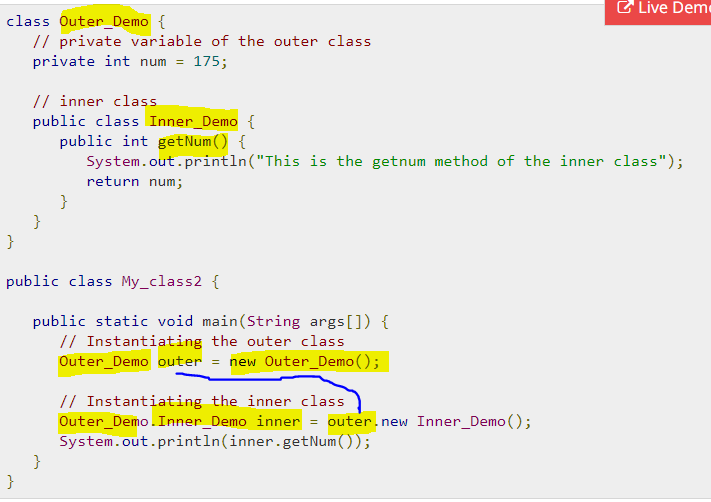 Live Demo
class Outer_Demo {
   // private variable of the outer class
   private int num = 175;

   // inner class
   public class Inner_Demo {
      public int getNum() {
         System.out.println("This is the getnum method of the inner class");
         return num;
      }
   }
}

public class My_class2 {

   public static void main(String args[]) {
      // Instantiating the outer class
      Outer_Demo outer = new Outer_Demo();

      // Instantiating the inner class
      Outer_Demo.Inner_Demo inner = outer.new Inner_Demo();
      System.out.println(inner.getNum());
   }
}